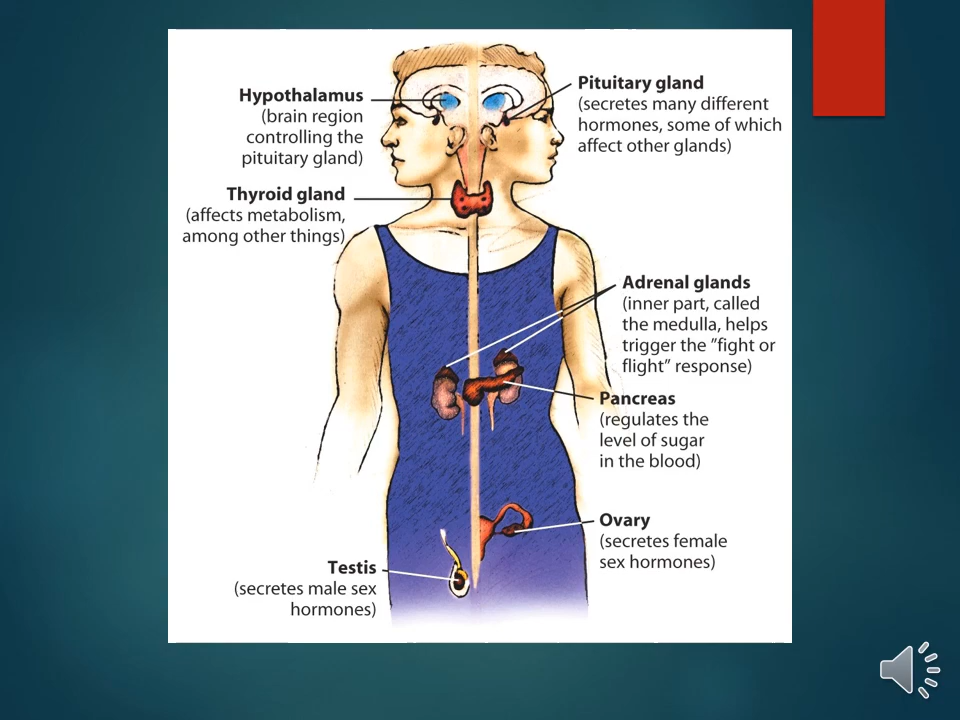 Hypothalamus
(brain region
controlling the
pituitary gland)
Pituitary gland
(secretes many different
hormones, some of which
affect other glands)
Thyroid gland
(affects metabolism,
among other things)
Adrenal glands
(inner part, called
the medulla, helps
trigger the ”fight or
flight” response)
Pancreas
(regulates the
level of sugar
in the blood)
Ovary
(secretes female
sex hormones)
Testis
(secretes male sex
hormones)